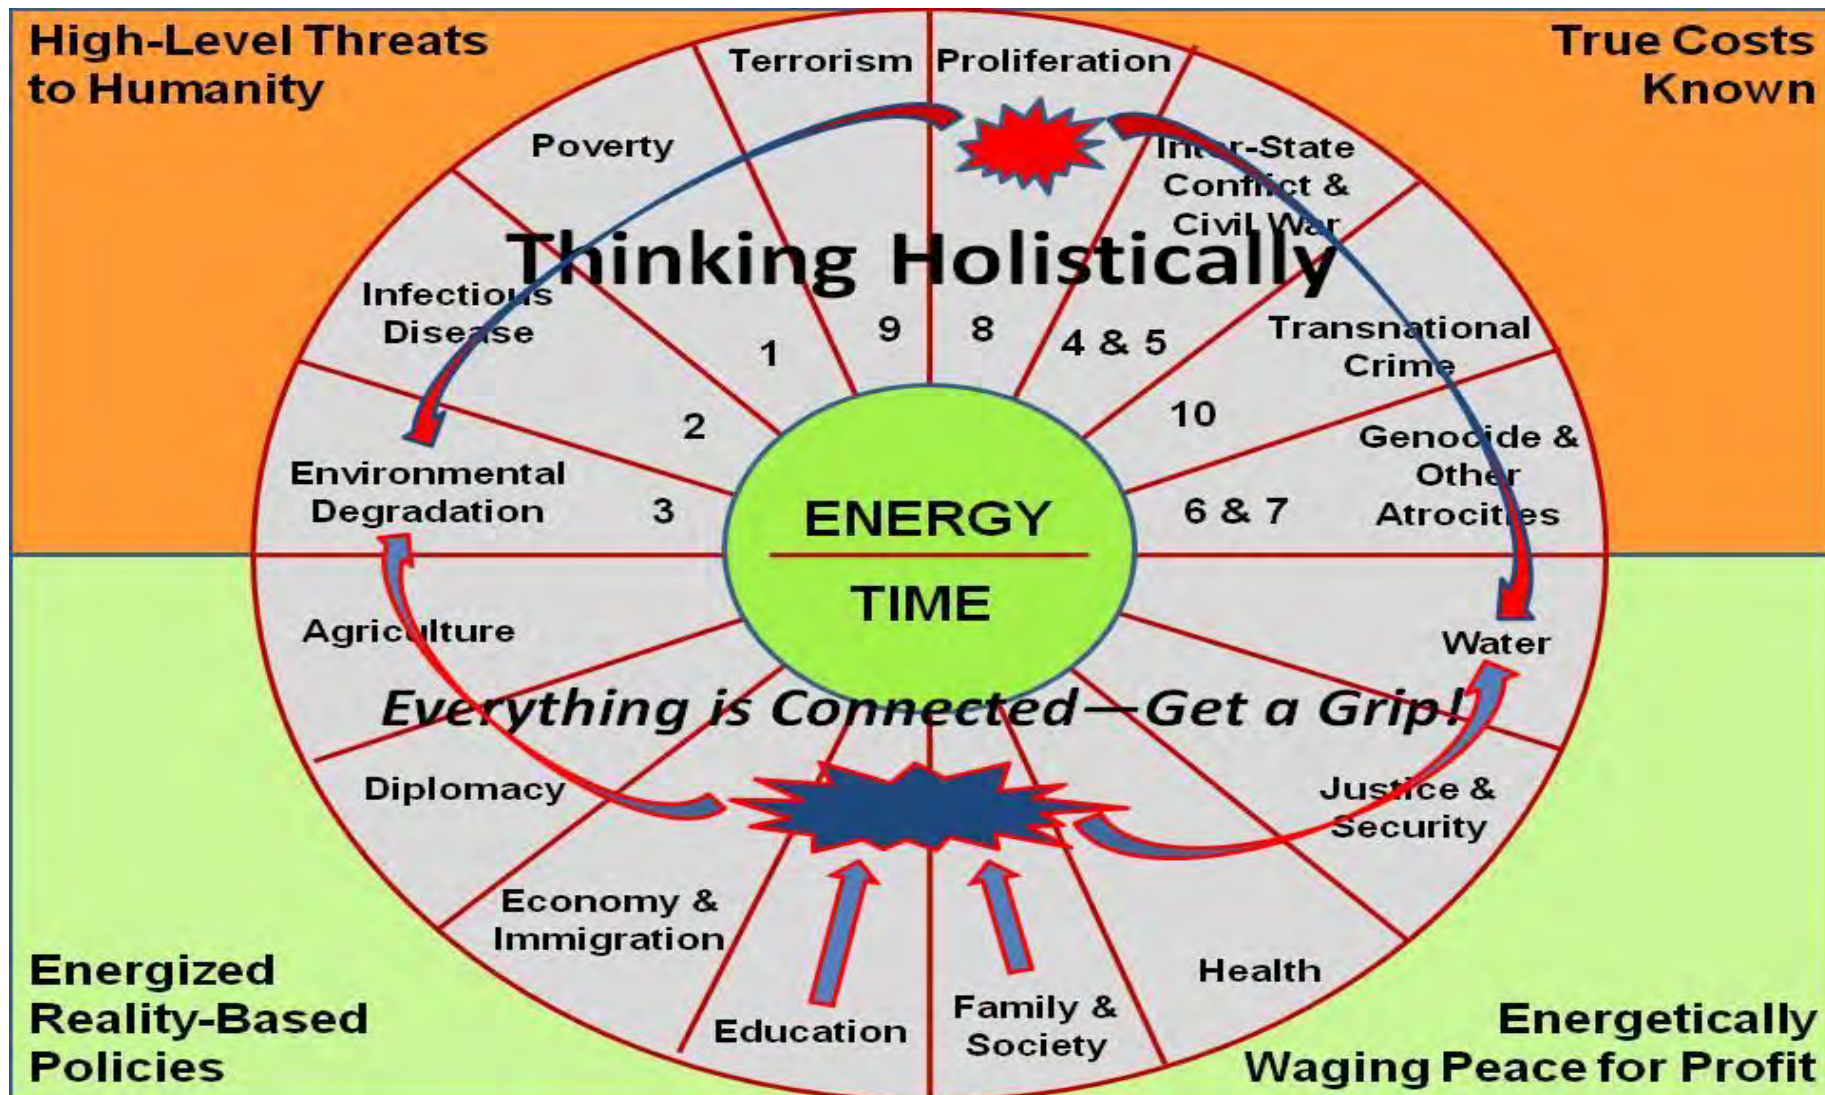 High-Level Threats
to Humanity
True Costs
Known
Terrorism
Proliferation
Poverty
Inter-State
Conflict &
Civil War
Thinking Holistically
Infectious
Disease
Transnational
Crime
1
9
8
4 & 5
2
10
Environmental
Degradation
3
6 & 7
Genocide &
Other
Atrocities
ENERGY
TIME
Agriculture
Water
Everything is Connected—Get a Grip!
Diplomacy
Justice &
Security
Economy &
Immigration
Health
Education
Family &
Society
Energized
Reality-Based
Policies
Energetically
Waging Peace for Profit